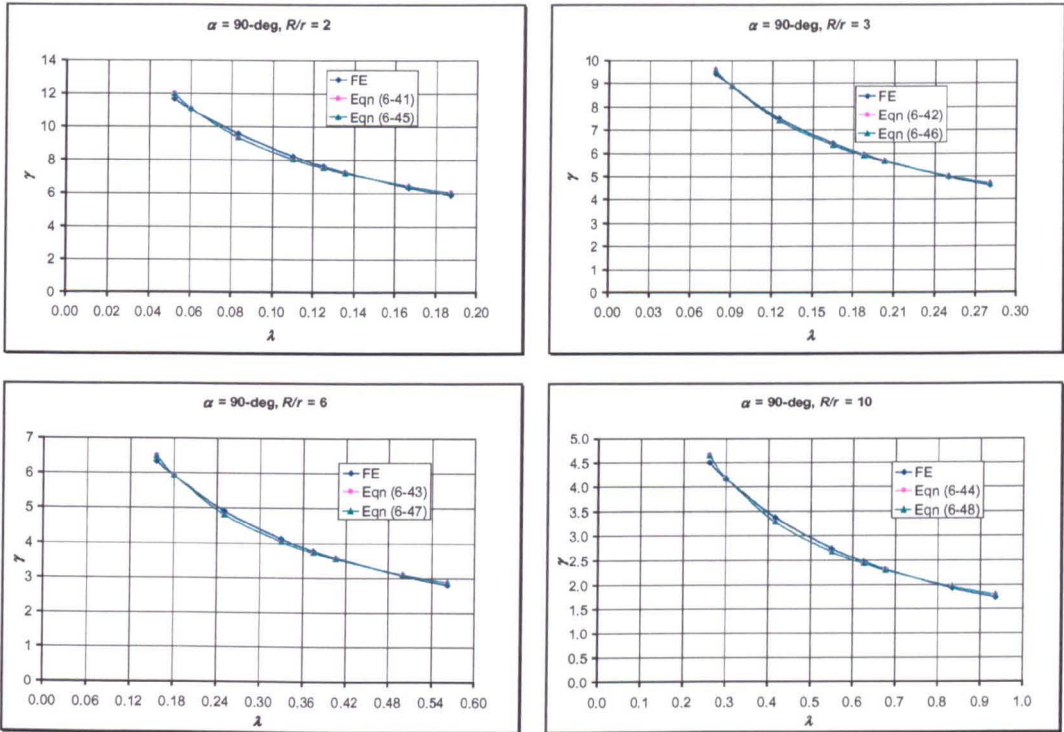 α = 90-deg, R/r = 2
14
12
10
8
6
4
2
0
γ
FE
Eqn (6-41)
Eqn (6-45)
0.00 0.02 0.04 0.06 0.08 0.10 0.12 0.14 0.16 0.18 0.20
λ
α = 90-deg, R/r = 3
10
9
8
7
6
5
4
3
2
1
0
γ
FE
Eqn (6-42)
Eqn (6-46)
0.00 0.03 0.06 0.09 0.12 0.15 0.18 0.21 0.24 0.27 0.30
λ
α = 90-deg, R/r = 6
7
6
5
4
3
2
1
0
γ
FE
Eqn (6-43)
Eqn (6-47)
0.00 0.06 0.12 0.18 0.24 0.30 0.36 0.42 0.48 0.54 0.60
λ
α = 90-deg, R/r = 10
5.0
4.5
4.0
3.5
3.0
2.5
2.0
1.5
1.0
0.5
0.0
γ
FE
Eqn (6-44)
Eqn (6-48)
0.0 0.1 0.2 0.3 0.4 0.5 0.6 0.7 0.8 0.9 1.0
λ